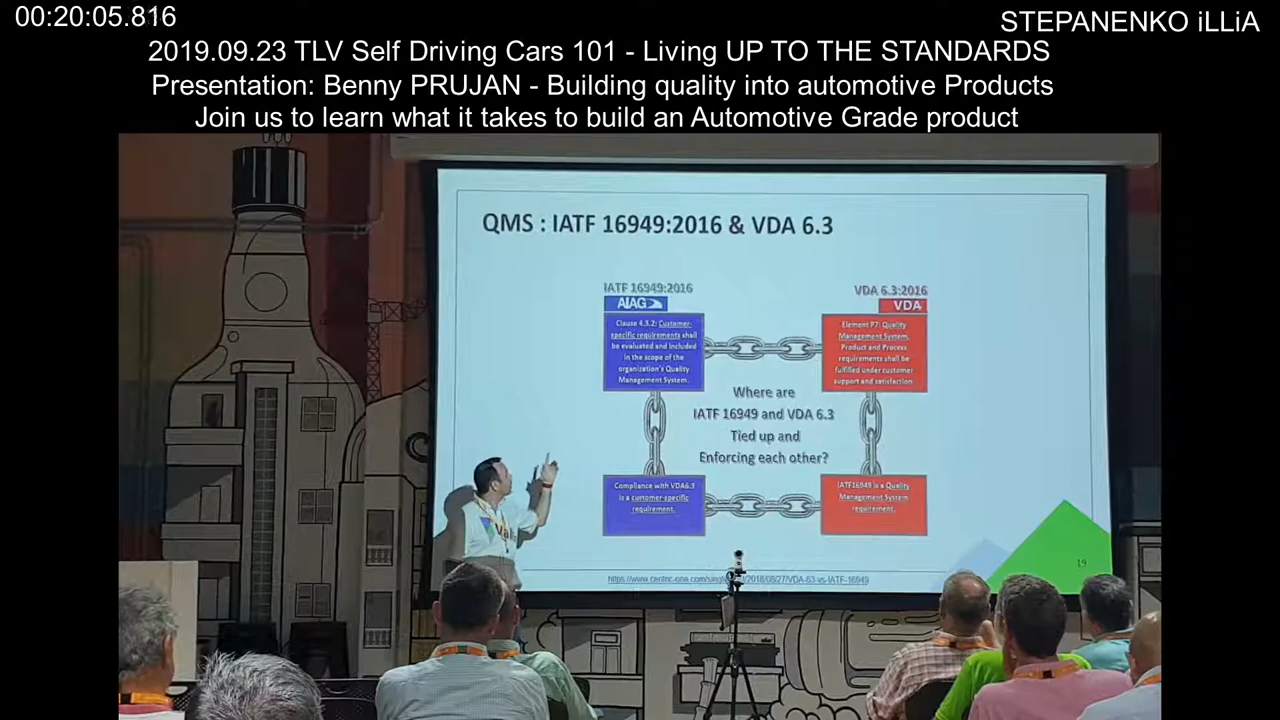 00:20:05.816
STEPANENKO iLLiA
2019.09.23 TLV Self Driving Cars 101 - Living UP TO THE STANDARDS
Presentation: Benny PRUJAN - Building quality into automotive Products
Join us to learn what it takes to build an Automotive Grade product
QMS : IATF 16949:2016 & VDA 6.3
IATF 16949:2016
AIAG
Clause 4.3.2: Customer-
specific requirements shall
be evaluated and included
in the scope of the
organization's Quality
Management System.
VDA 6.3:2016
VDA
Element P7: Quality
Management System,
Product and Process
requirements shall be
fulfilled under customer
support and satisfaction
Where are
IATF 16949 and VDA 6.3
Tied up and
Enforcing each other?
Compliance with VDA6.3
is a customer-specific
requirement.
IATF16949 is a Quality
Management System
requirement.
19